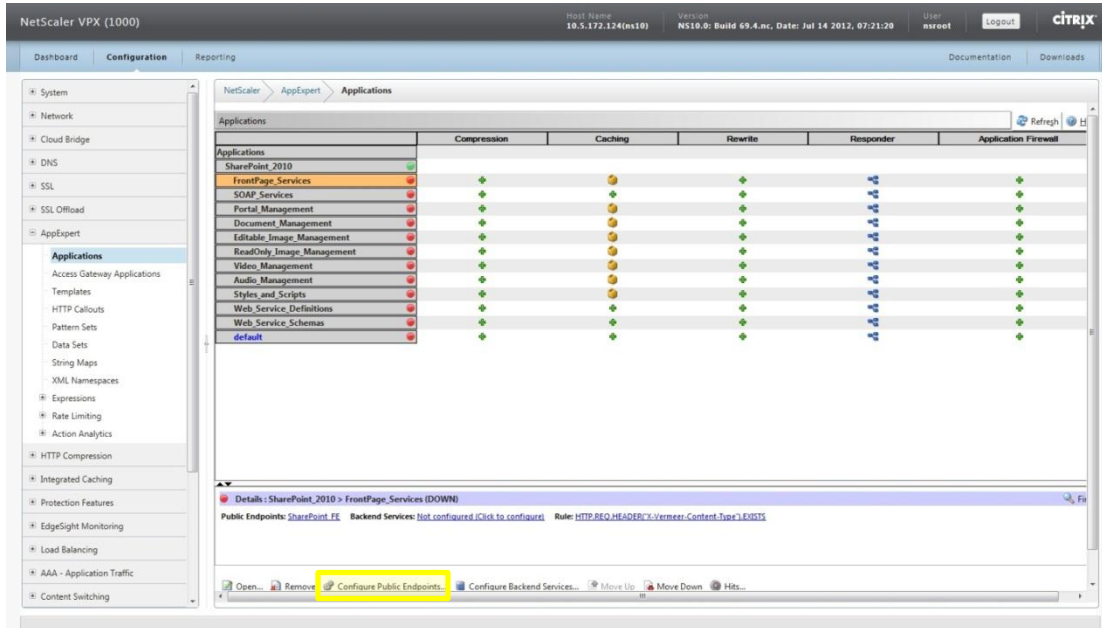 NetScaler VPX (1000)
Host Name
10.5.172.124(ns10)
Version
NS10.0: Build 69.4.nc, Date: Jul 14 2012, 07:21:20
User
nsroot
Logout
CITRIX
Dashboard Configuration Reporting Documentation Downloads
System
Network
Cloud Bridge
DNS
SSL
SSL Offload
AppExpert
Applications
Access Gateway Applications
Templates
HTTP Callouts
Pattern Sets
Data Sets
String Maps
XML Namespaces
Expressions
Rate Limiting
Action Analytics
HTTP Compression
Integrated Caching
Protection Features
EdgeSight Monitoring
Load Balancing
AAA - Application Traffic
Content Switching
NetScaler AppExpert Applications
Applications Refresh H
Compression Caching Rewrite Responder Application Firewall
Applications
SharePoint_2010
FrontPage_Services
SOAP_Services
Portal_Management
Document_Management
Editable_Image_Management
ReadOnly_Image_Management
Video_Management
Audio_Management
Styles_and_Scripts
Web_Service_Definitions
Web_Service_Schemas
default
Details : SharePoint_2010 > FrontPage_Services (DOWN) Fi
Public Endpoints: SharePoint_FE Backend Services: Not configured (Click to configure) Rule: HTTP.REQ.HEADER("X-Vermeer-Content-Type").EXISTS
Open... Remove Configure Public Endpoints... Configure Backend Services... Move Up Move Down Hits...